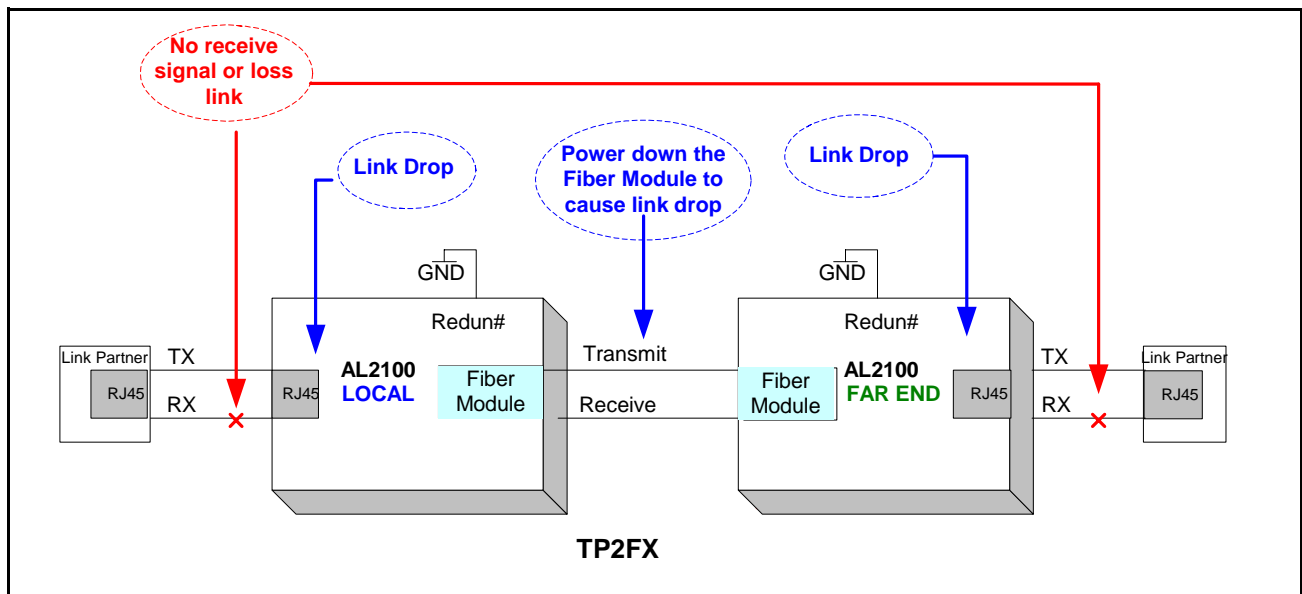 No receive
signal or loss
link
Link Drop
Power down the
Fiber Module to
cause link drop
Link Drop
GND
GND
Redun#
Redun#
Link Partner
TX
Transmit
TX
Link Partner
RJ45
RJ45
AL2100
LOCAL
Fiber
Module
Fiber
Module
AL2100
FAR END
RJ45
RJ45
RX
Receive
RX
TP2FX